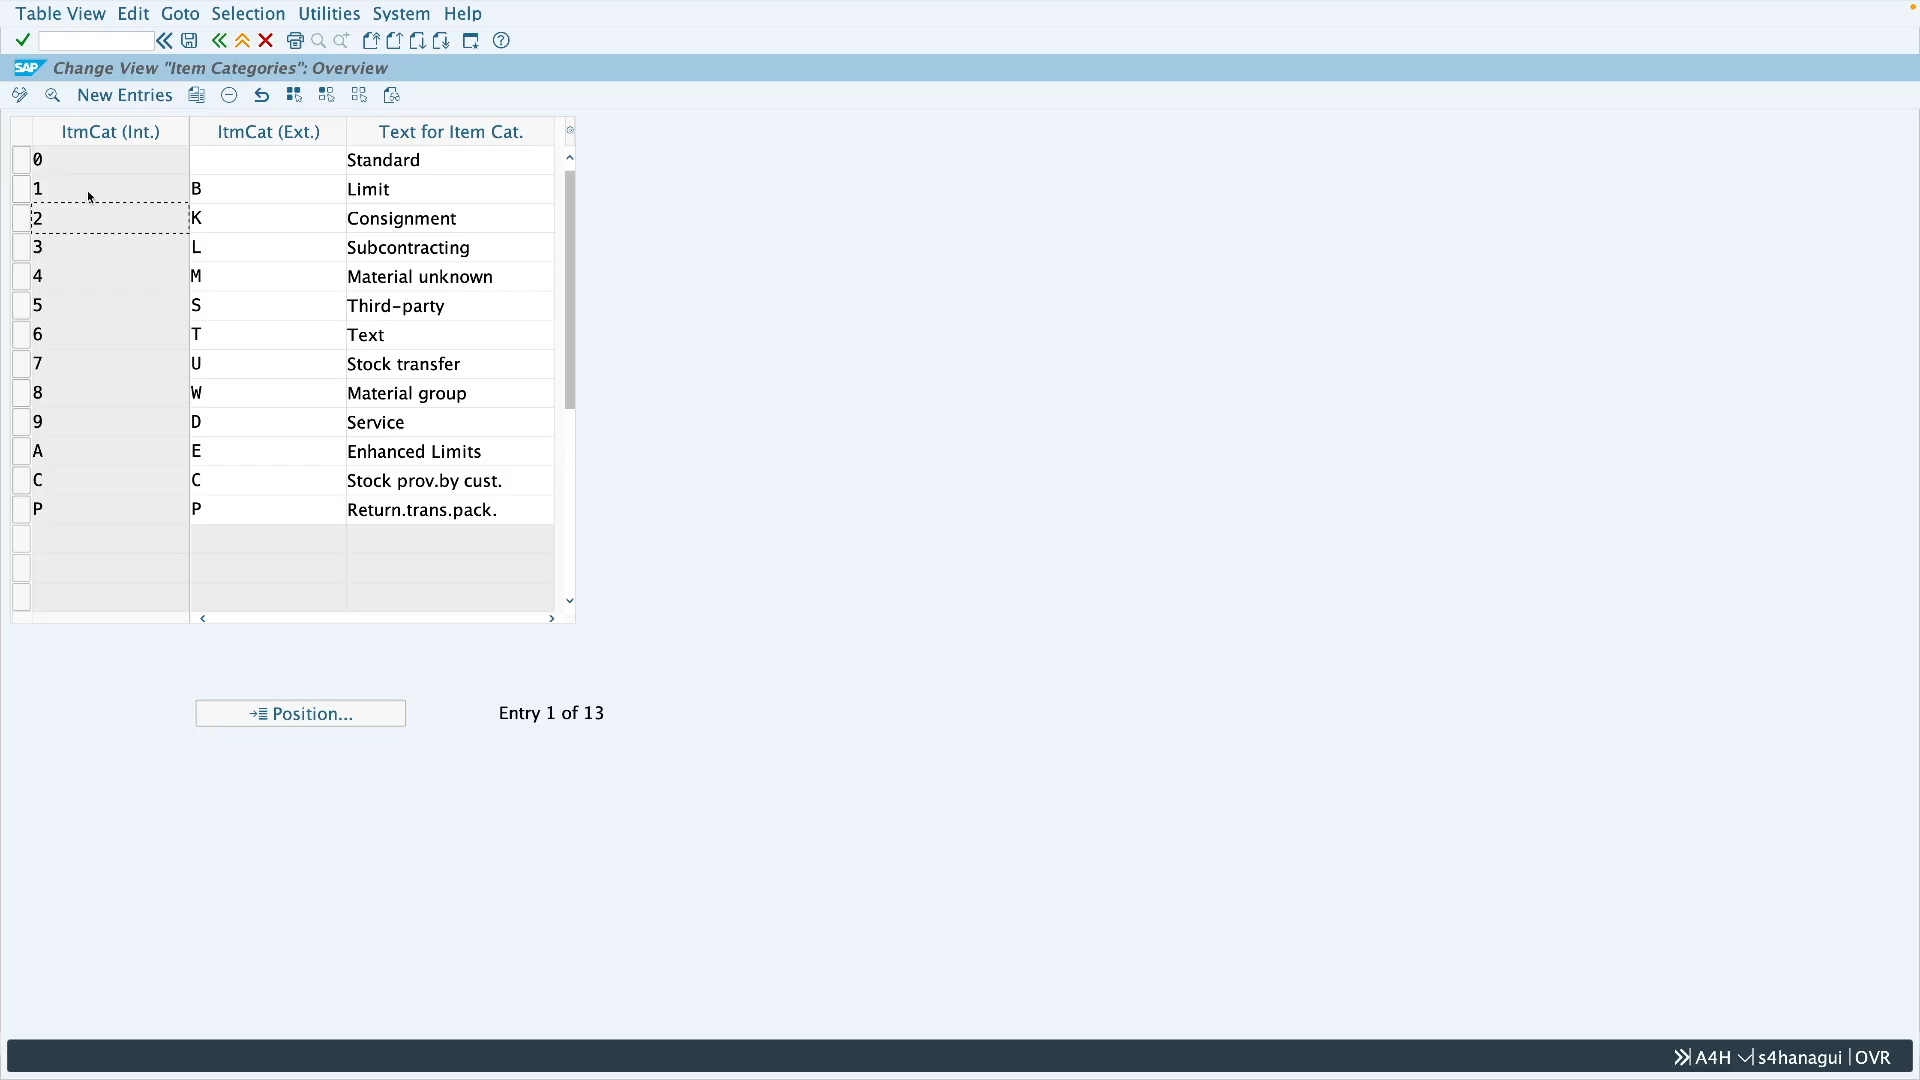 Table View Edit Goto Selection Utilities System Help
SAP Change View "Item Categories": Overview
New Entries
ItmCat (Int.) ItmCat (Ext.) Text for Item Cat.
0 Standard
1 B Limit
2 K Consignment
3 L Subcontracting
4 M Material unknown
5 S Third-party
6 T Text
7 U Stock transfer
8 W Material group
9 D Service
A E Enhanced Limits
C C Stock prov.by cust.
P P Return.trans.pack.
Position... Entry 1 of 13
A4H s4hanagui OVR